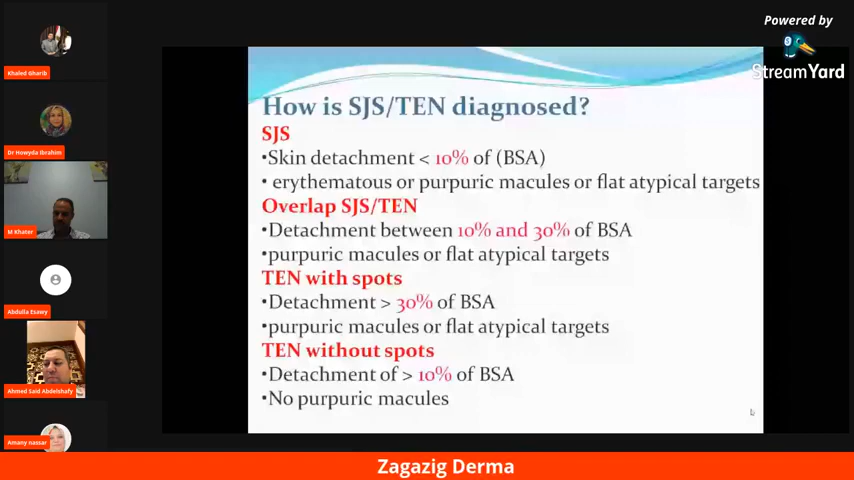 Powered by
StreamYard
Khaled Gharib
Dr Howyda Ibrahim
M Khater
Abdulla Esawy
Ahmed Said Abdelshafy
Amany nassar
How is SJS/TEN diagnosed?
SJS
•Skin detachment < 10% of (BSA)
• erythematous or purpuric macules or flat atypical targets
Overlap SJS/TEN
•Detachment between 10% and 30% of BSA
•purpuric macules or flat atypical targets
TEN with spots
•Detachment > 30% of BSA
•purpuric macules or flat atypical targets
TEN without spots
•Detachment of > 10% of BSA
•No purpuric macules
Zagazig Derma